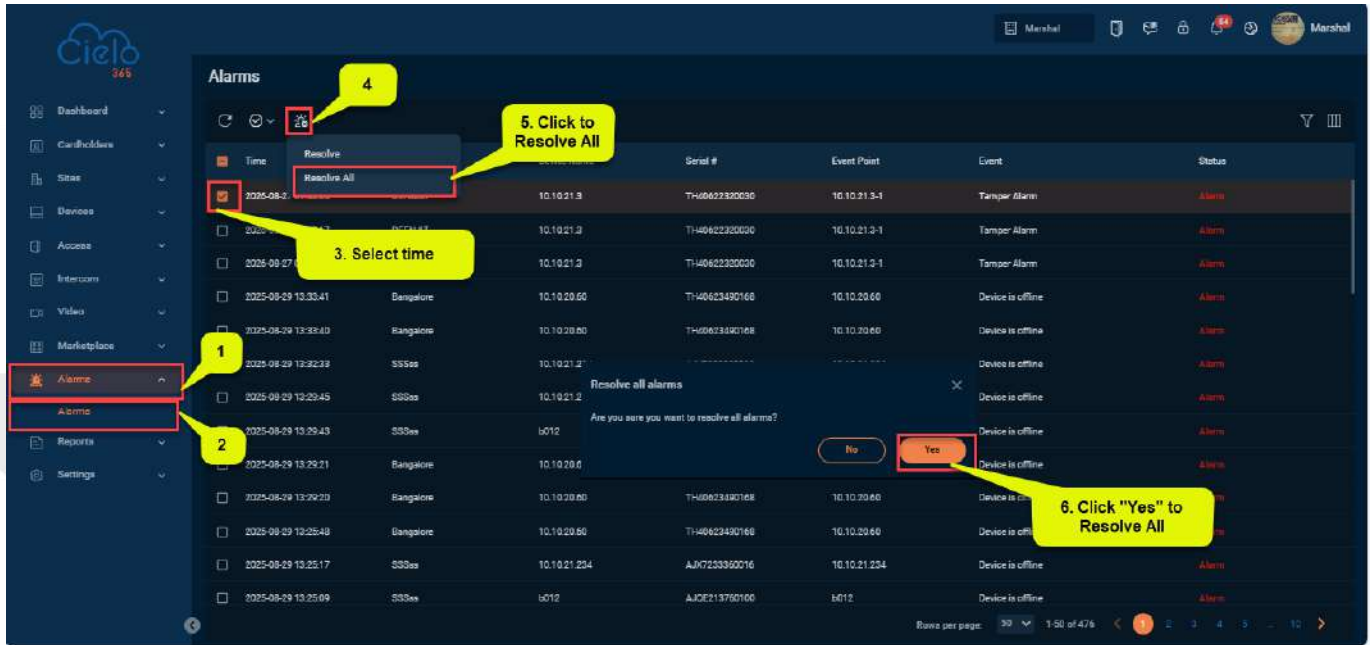 Marshal
64
Marshal
Cielo
365
Alarms
4
5. Click to
Resolve All
Dashboard
Cardholders
Sites
Devices
Access
Intercom
Video
Marketplace
Alarms
Alarms
Reports
Settings
1
2
Resolve
Resolve All
Time Serial # Event Point Event Status
10.10.21.3 TH40622320030 10.10.21.3-1 Tamper Alarm Alarm
10.10.21.3 TH40622320030 10.10.21.3-1 Tamper Alarm Alarm
10.10.21.3 TH40622320030 10.10.21.3-1 Tamper Alarm Alarm
3. Select time
2025-08-29 13:33:41 Bangalore 10.10.20.60 TH40623490168 10.10.20.60 Device is offline Alarm
2025-08-29 13:33:40 Bangalore 10.10.20.60 TH40623490168 10.10.20.60 Device is offline Alarm
2025-08-29 13:32:33 SSSss Device is offline Alarm
2025-08-29 13:29:45 SSSss Device is offline Alarm
2025-08-29 13:29:43 SSSss b012 Device is offline Alarm
2025-08-29 13:29:21 Bangalore Device is offline Alarm
2025-08-29 13:29:20 Bangalore 10.10.20.60 TH40623490168 10.10.20.60 Device is
2025-08-29 13:25:48 Bangalore 10.10.20.60 TH40623490168 10.10.20.60 Device is
2025-08-29 13:25:17 SSSss 10.10.21.234 AJX7233360016 10.10.21.234 Device is offline Alarm
2025-08-29 13:25:09 SSSss b012 b012 Device is offline Alarm
Resolve all alarms
Are you sure you want to resolve all alarms?
No Yes
6. Click "Yes" to
Resolve All
Rows per page: 50 1-50 of 476 1 2 3 4 5 ... 10